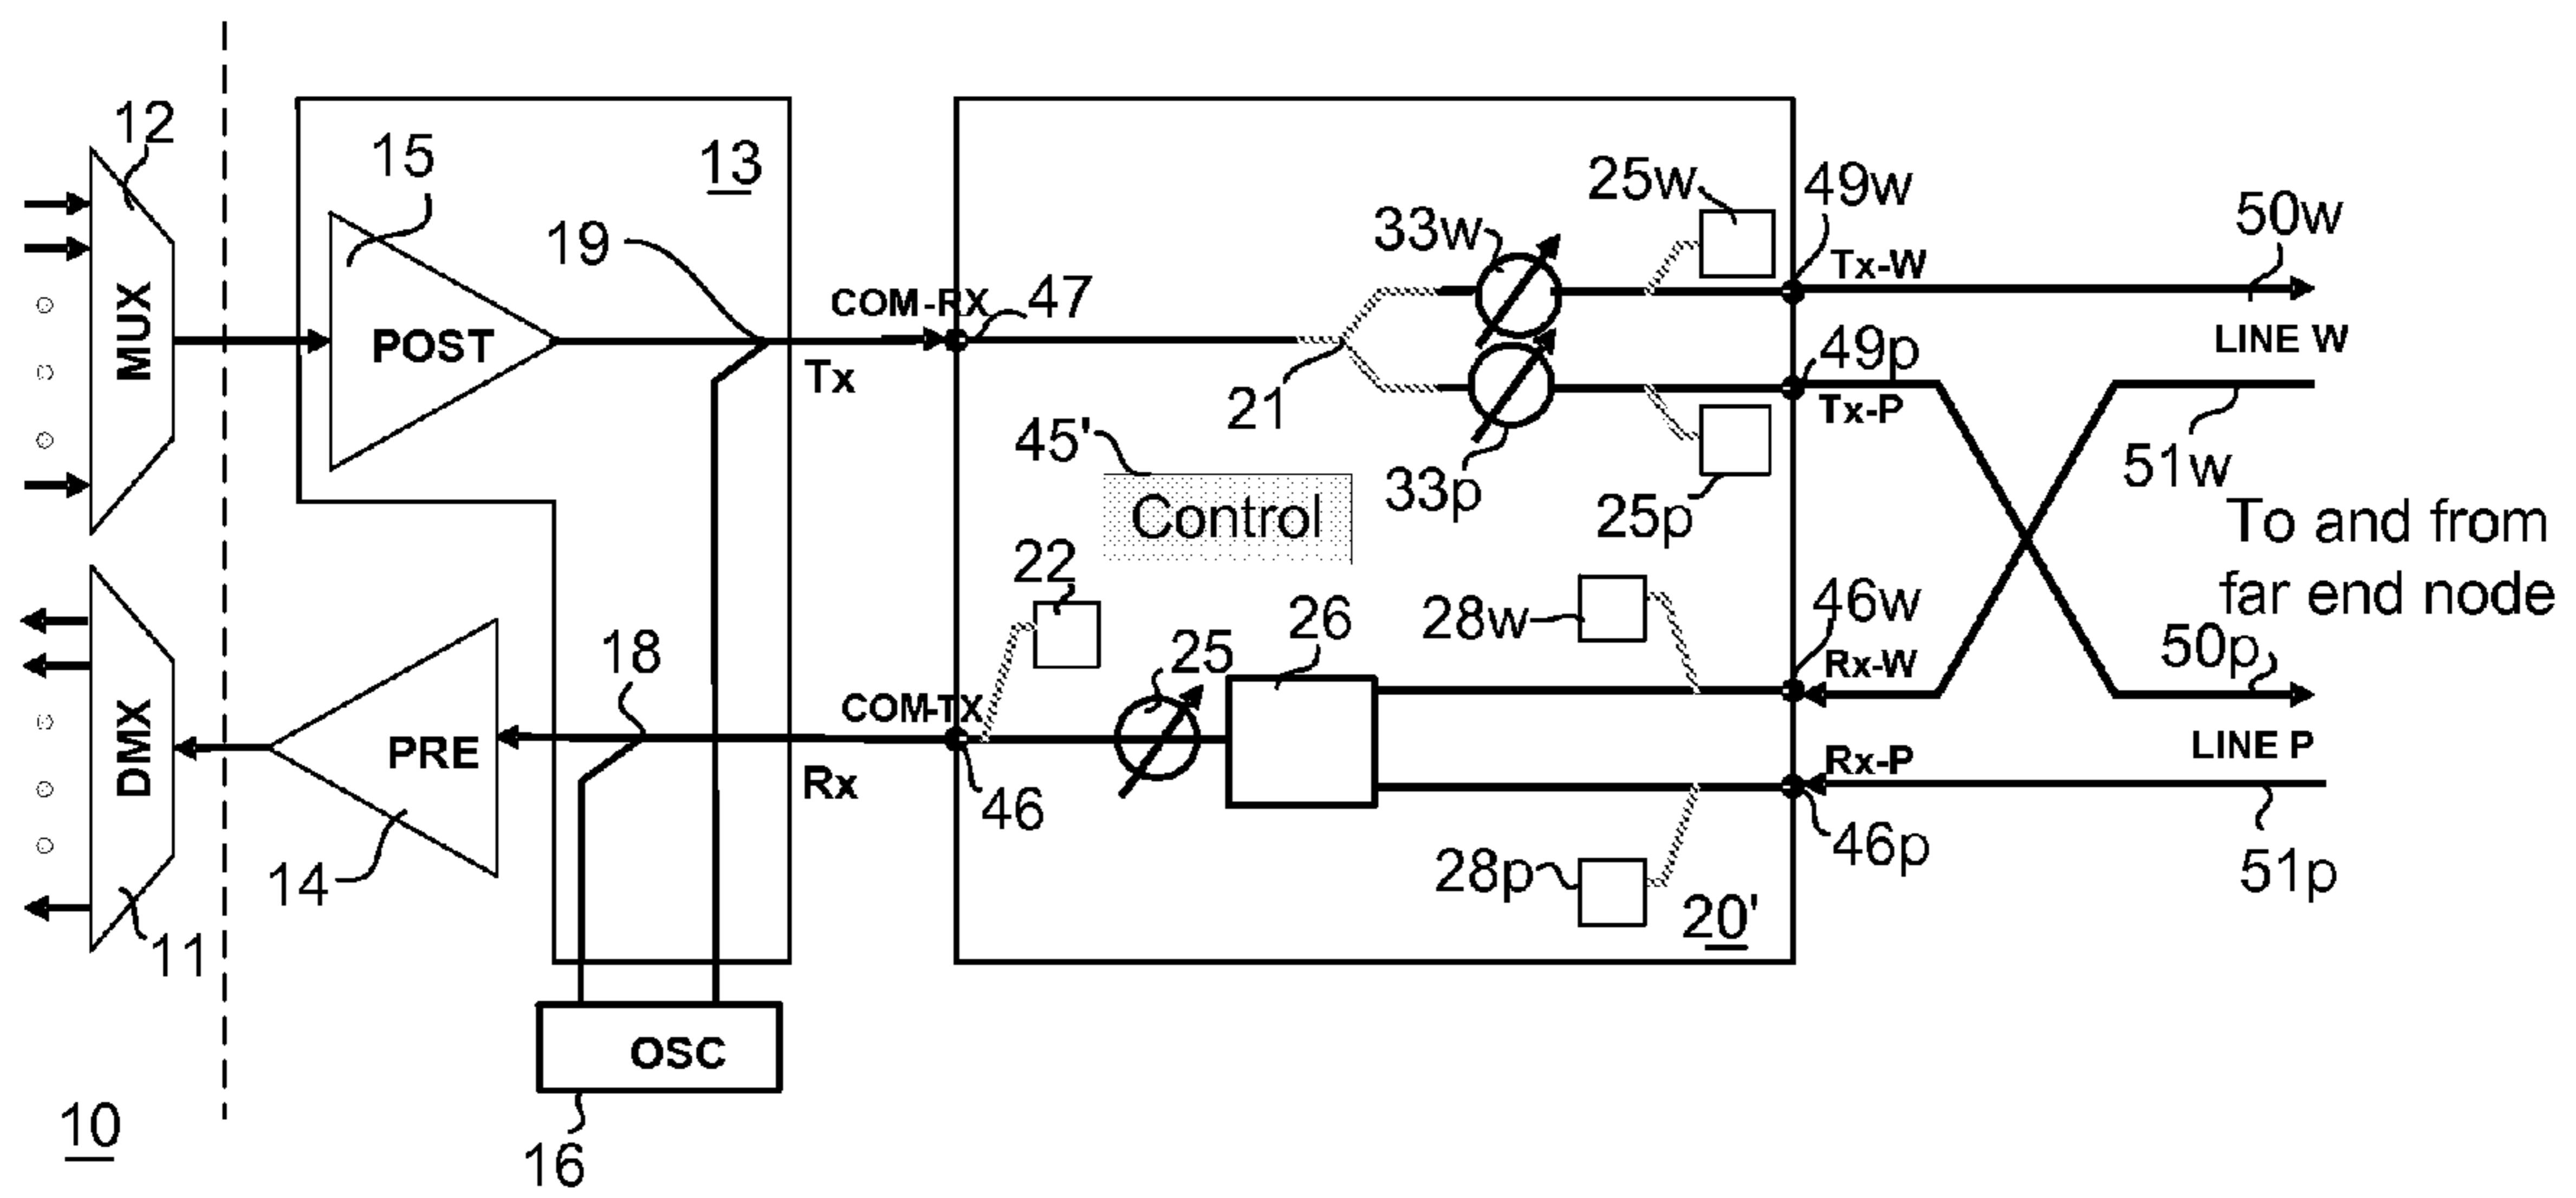 12
15
13
19
MUX
POST
COM-RX
47
Tx
25w
33w
49w
Tx-W
50w
LINE W
49p
Tx-P
21
45'
Control
33p
25p
51w
To and from
far end node
22
28w
26
46w
18
25
Rx-W
50p
DMX
PRE
COM-TX
LINE P
Rx-P
Rx
46
14
28p
46p
51p
11
20'
OSC
10
16